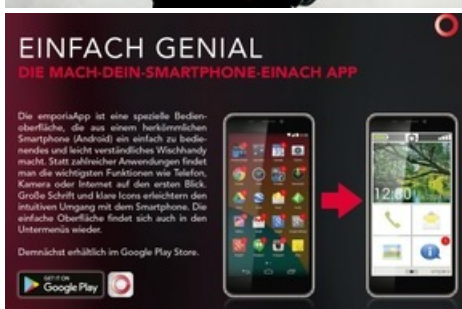 EINFACH GENIAL
DIE MACH-DEIN-SMARTPHONE-EINACH APP
Die emporiaApp ist eine spezielle Bedien-
oberfläche, die aus einem herkömmlichen
Smartphone (Android) ein einfach zu bedie-
nendes und leicht verständliches Wischhandy
macht. Statt zahlreicher Anwendungen findet
man die wichtigsten Funktionen wie Telefon,
Kamera oder Internet auf den ersten Blick.
Große Schrift und klare Icons erleichtern den
intuitiven Umgang mit dem Smartphone. Die
einfache Oberfläche findet sich auch in den
Untermenüs wieder.
Demnächst erhältlich im Google Play Store.
GET IT ON
Google Play
12:30